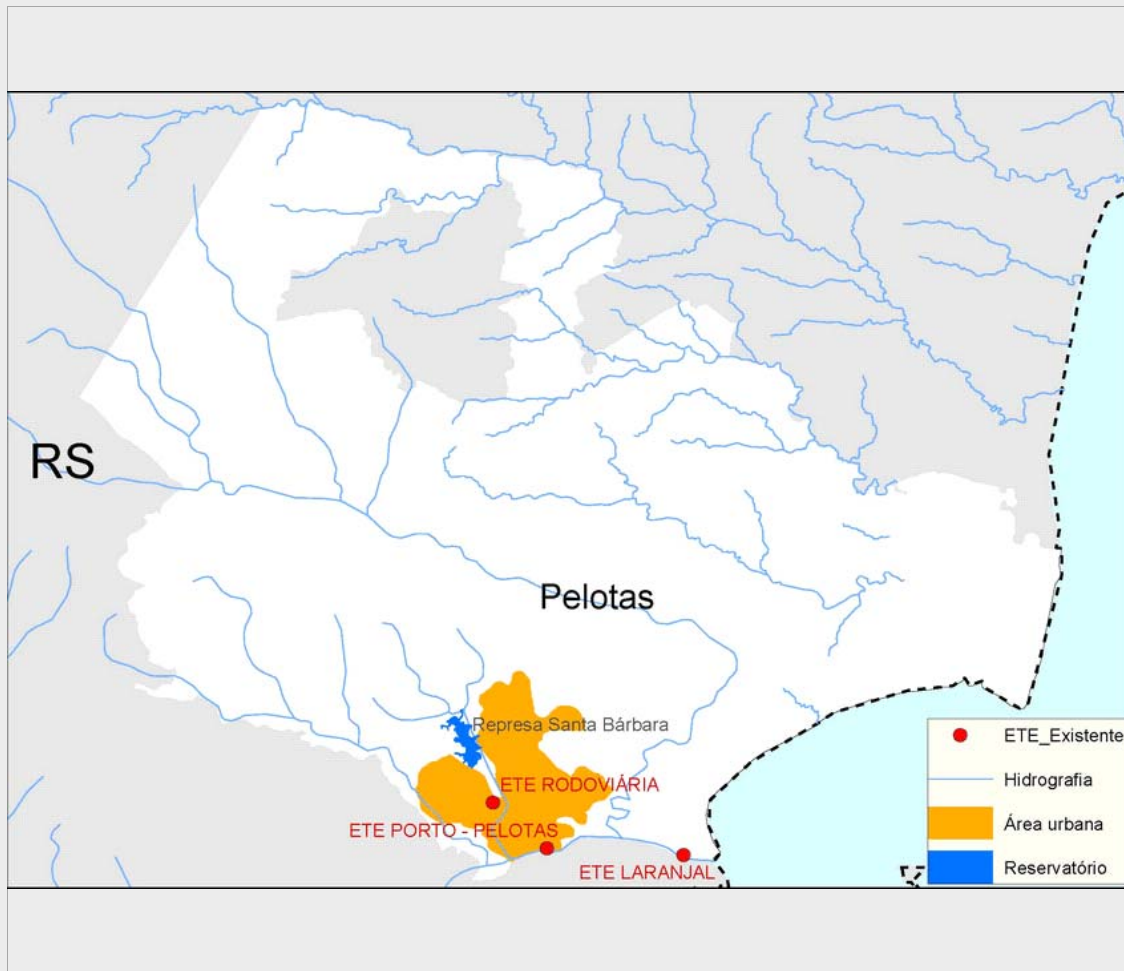 RS
Pelotas
Represa Santa Bárbara
ETE RODOVIÁRIA
ETE PORTO - PELOTAS
ETE LARANJAL
ETE_Existente
Hidrografia
Área urbana
Reservatório